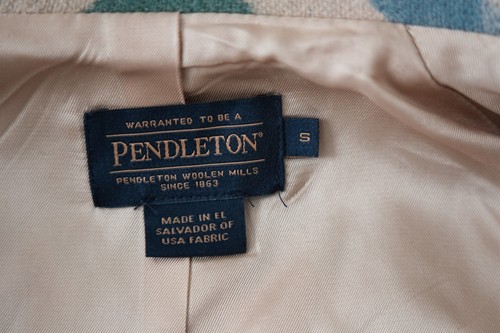 WARRANTED TO BE A
PENDLETON®
S
PENDLETON WOOLEN MILLS
SINCE 1863
MADE IN EL
SALVADOR OF
USA FABRIC